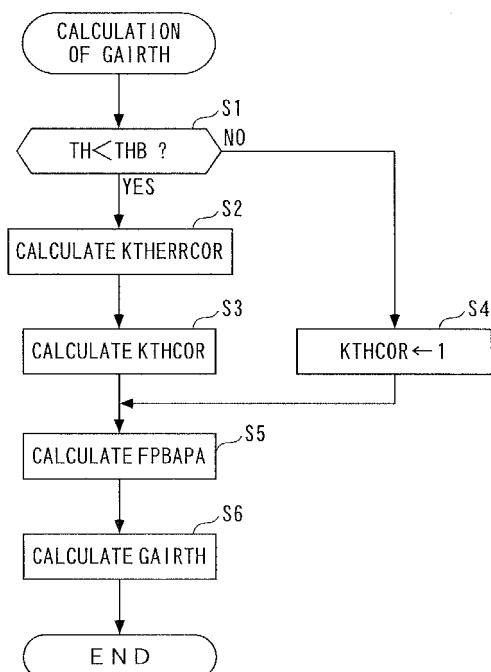 CALCULATION
OF GAIRTH
S1
TH<THB ?
NO
YES
S2
CALCULATE KTHERRCOR
S3
CALCULATE KTHCOR
S4
KTHCOR←1
S5
CALCULATE FPBAPA
S6
CALCULATE GAIRTH
END